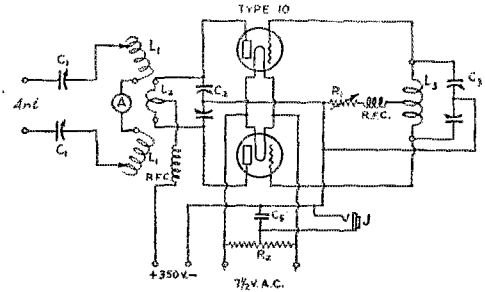 TYPE 10
C1
L1
L2
C2
R1
R.F.C.
L3
C3
Ant
A
C1
L1
R.F.C.
C5
J
R2
+350V.-
7½V. A.C.